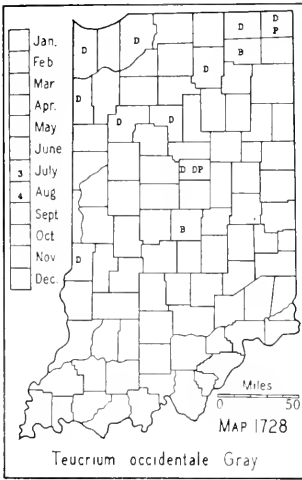 Jan.
Feb
Mar
Apr.
May
June
3 July
4 Aug
Sept
Oct
Nov
Dec.
D D
P
D D
B
D
D
D D
D DP
B
D
Miles
0 50
MAP 1728
Teucrium occidentale Gray